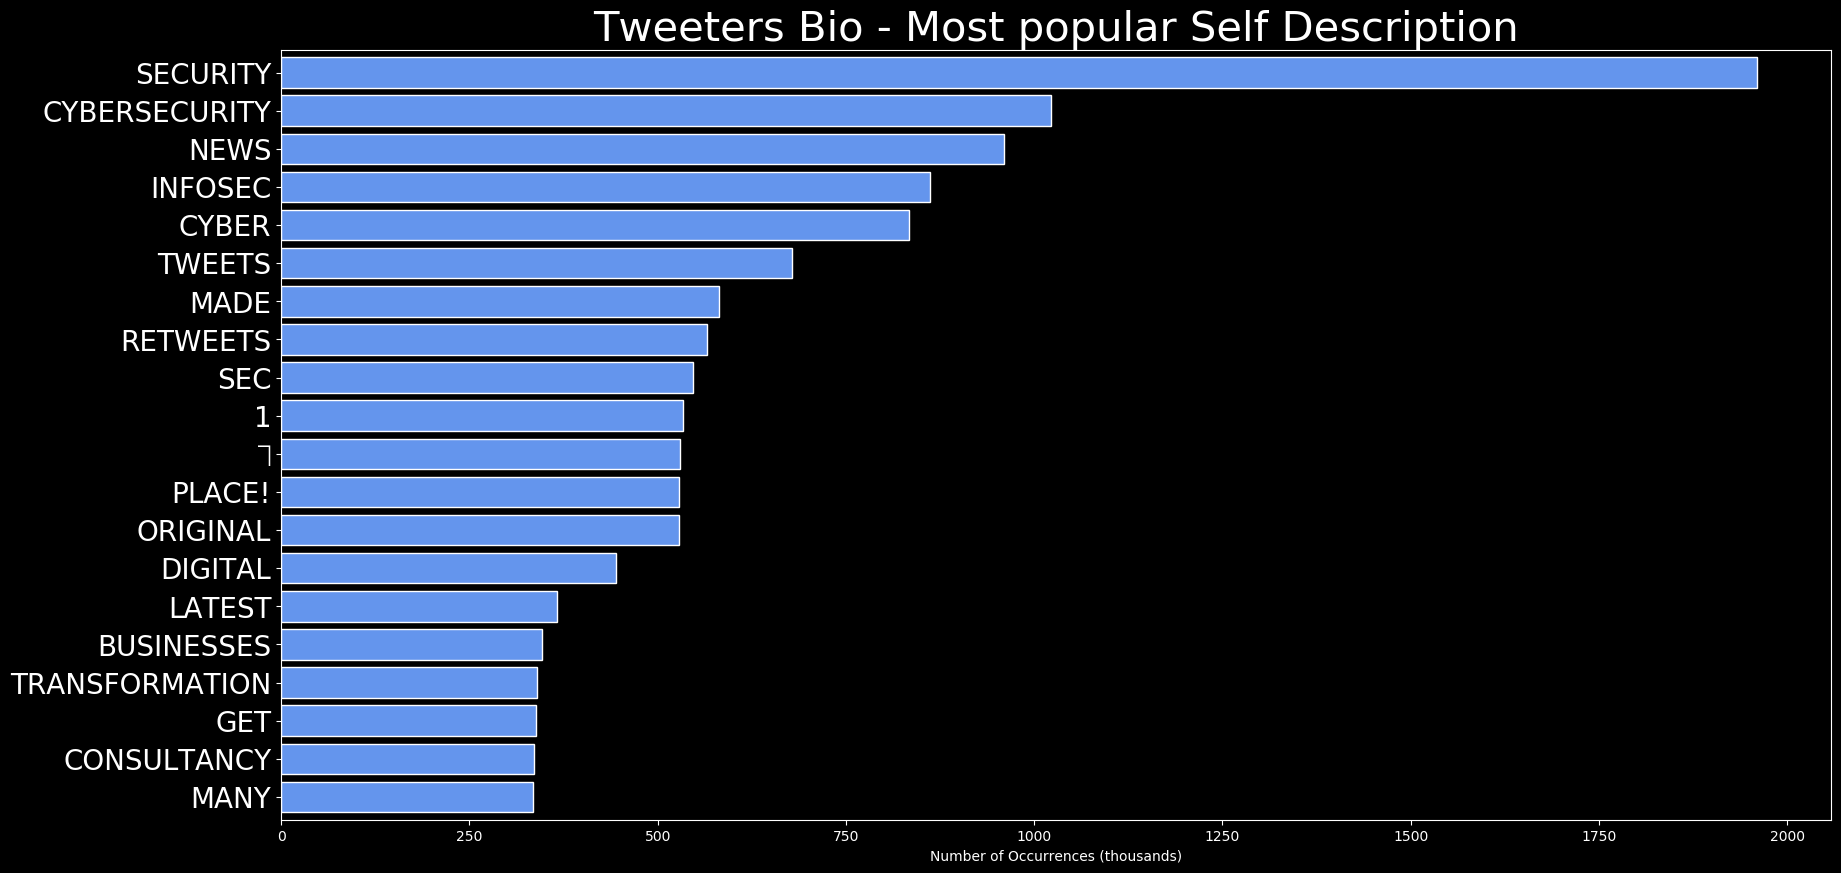 Tweeters Bio - Most popular Self Description
SECURITY
CYBERSECURITY
NEWS
INFOSEC
CYBER
TWEETS
MADE
RETWEETS
SEC
1
PLACE!
ORIGINAL
DIGITAL
LATEST
BUSINESSES
TRANSFORMATION
GET
CONSULTANCY
MANY
0 250 500 750 1000 1250 1500 1750 2000
Number of Occurrences (thousands)